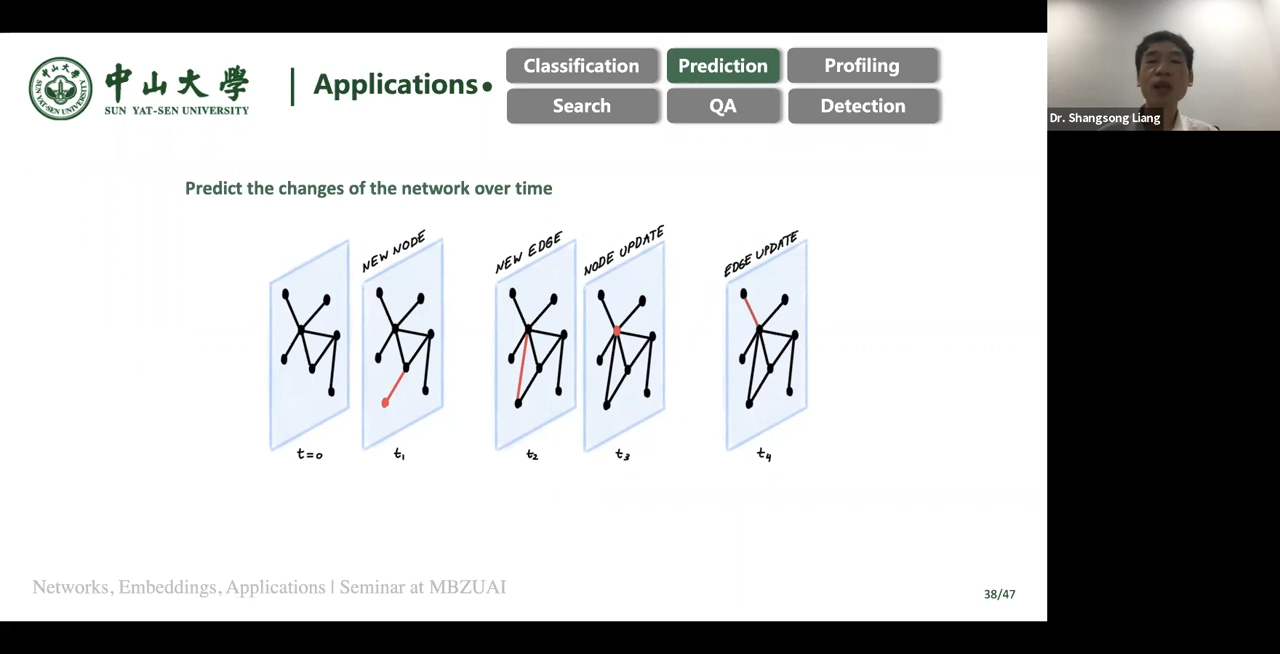 中山大學
SUN YAT-SEN UNIVERSITY
Applications
Classification
Prediction
Profiling
Search
QA
Detection
Dr. Shangsong Liang
Predict the changes of the network over time
NEW NODE
NEW EDGE
NODE UPDATE
EDGE UPDATE
t=0
t1
t2
t3
t4
Networks, Embeddings, Applications | Seminar at MBZUAI
38/47